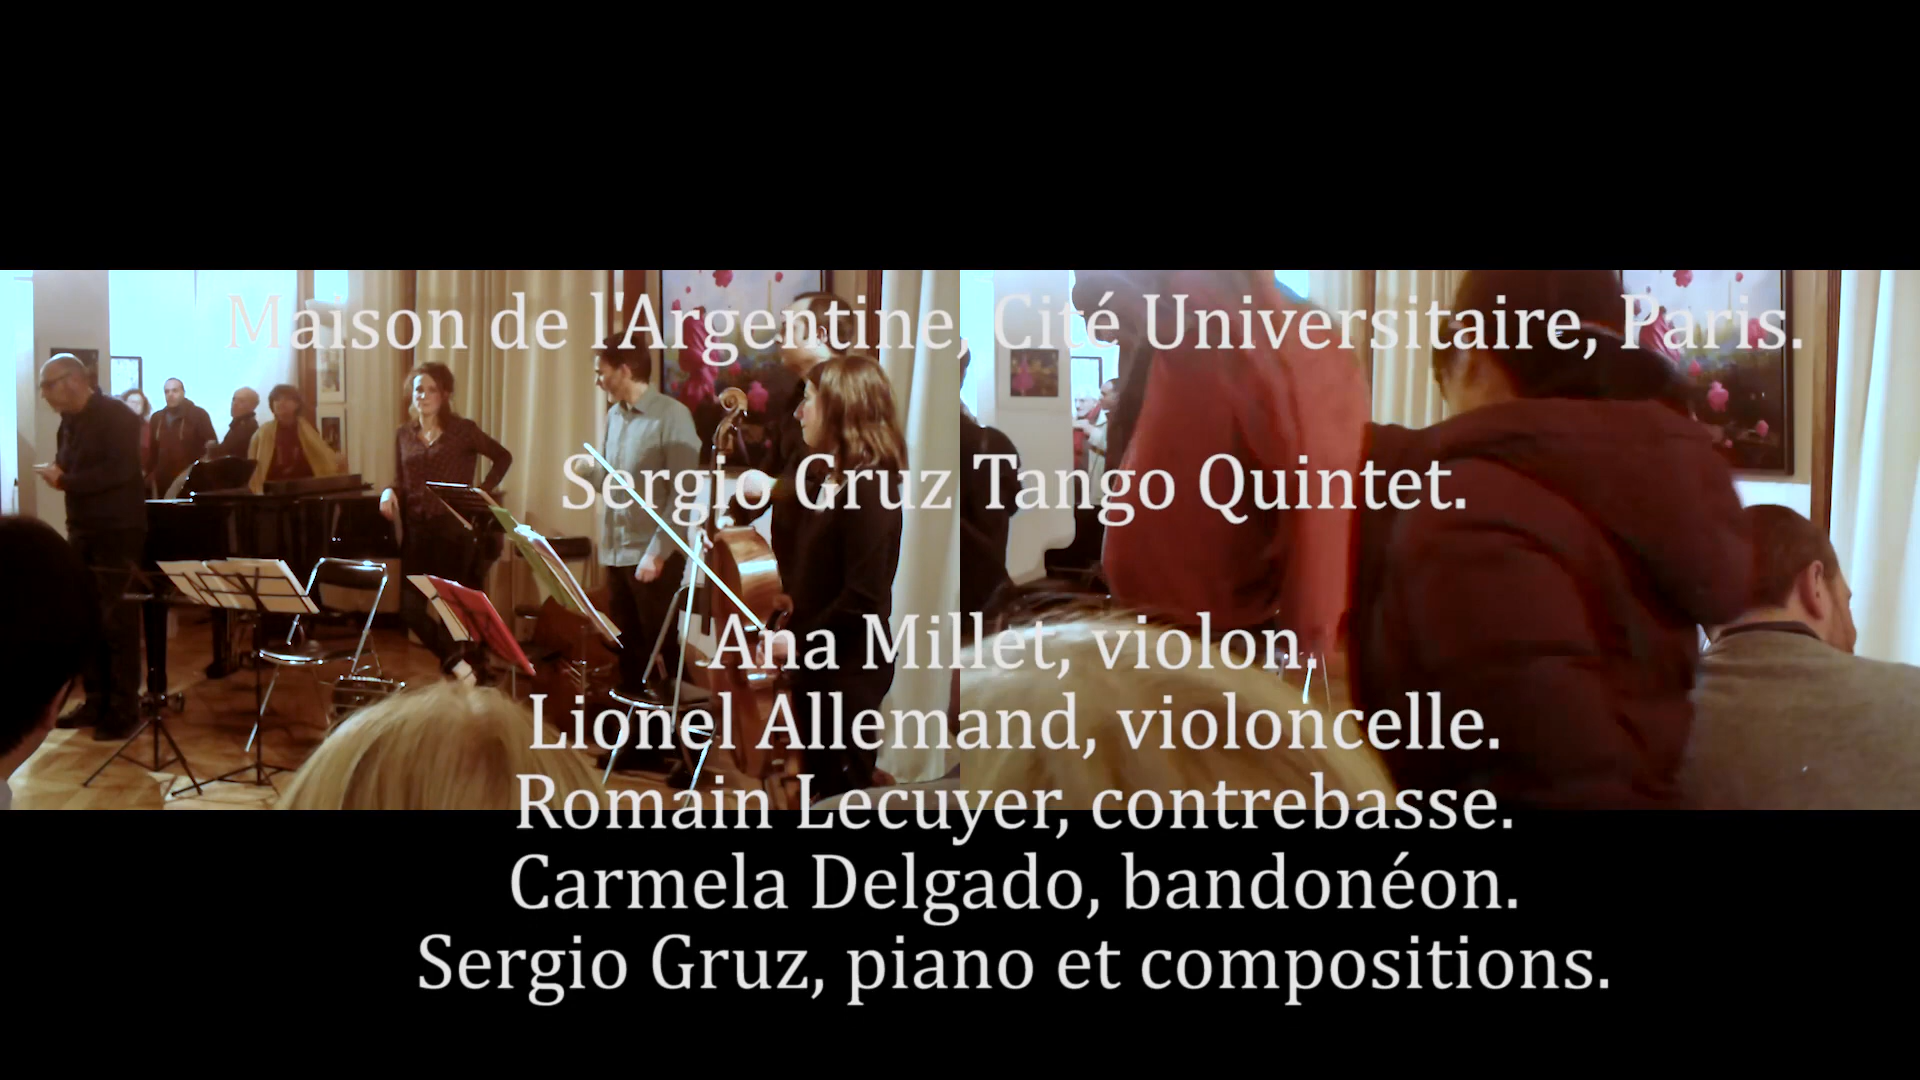 Maison de l'Argentine, Cité Universitaire, Paris.
Sergio Gruz Tango Quintet.
Ana Millet, violon.
Lionel Allemand, violoncelle.
Romain Lecuyer, contrebasse.
Carmela Delgado, bandonéon.
Sergio Gruz, piano et compositions.